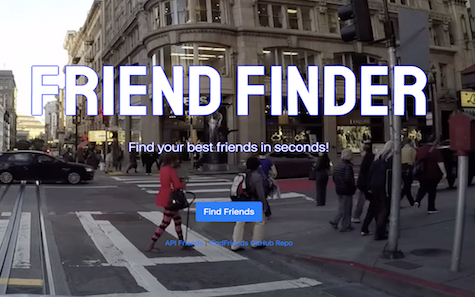 FRIEND FINDER
Find your best friends in seconds!
Find Friends
API Friends | FindFriends GitHub Repo